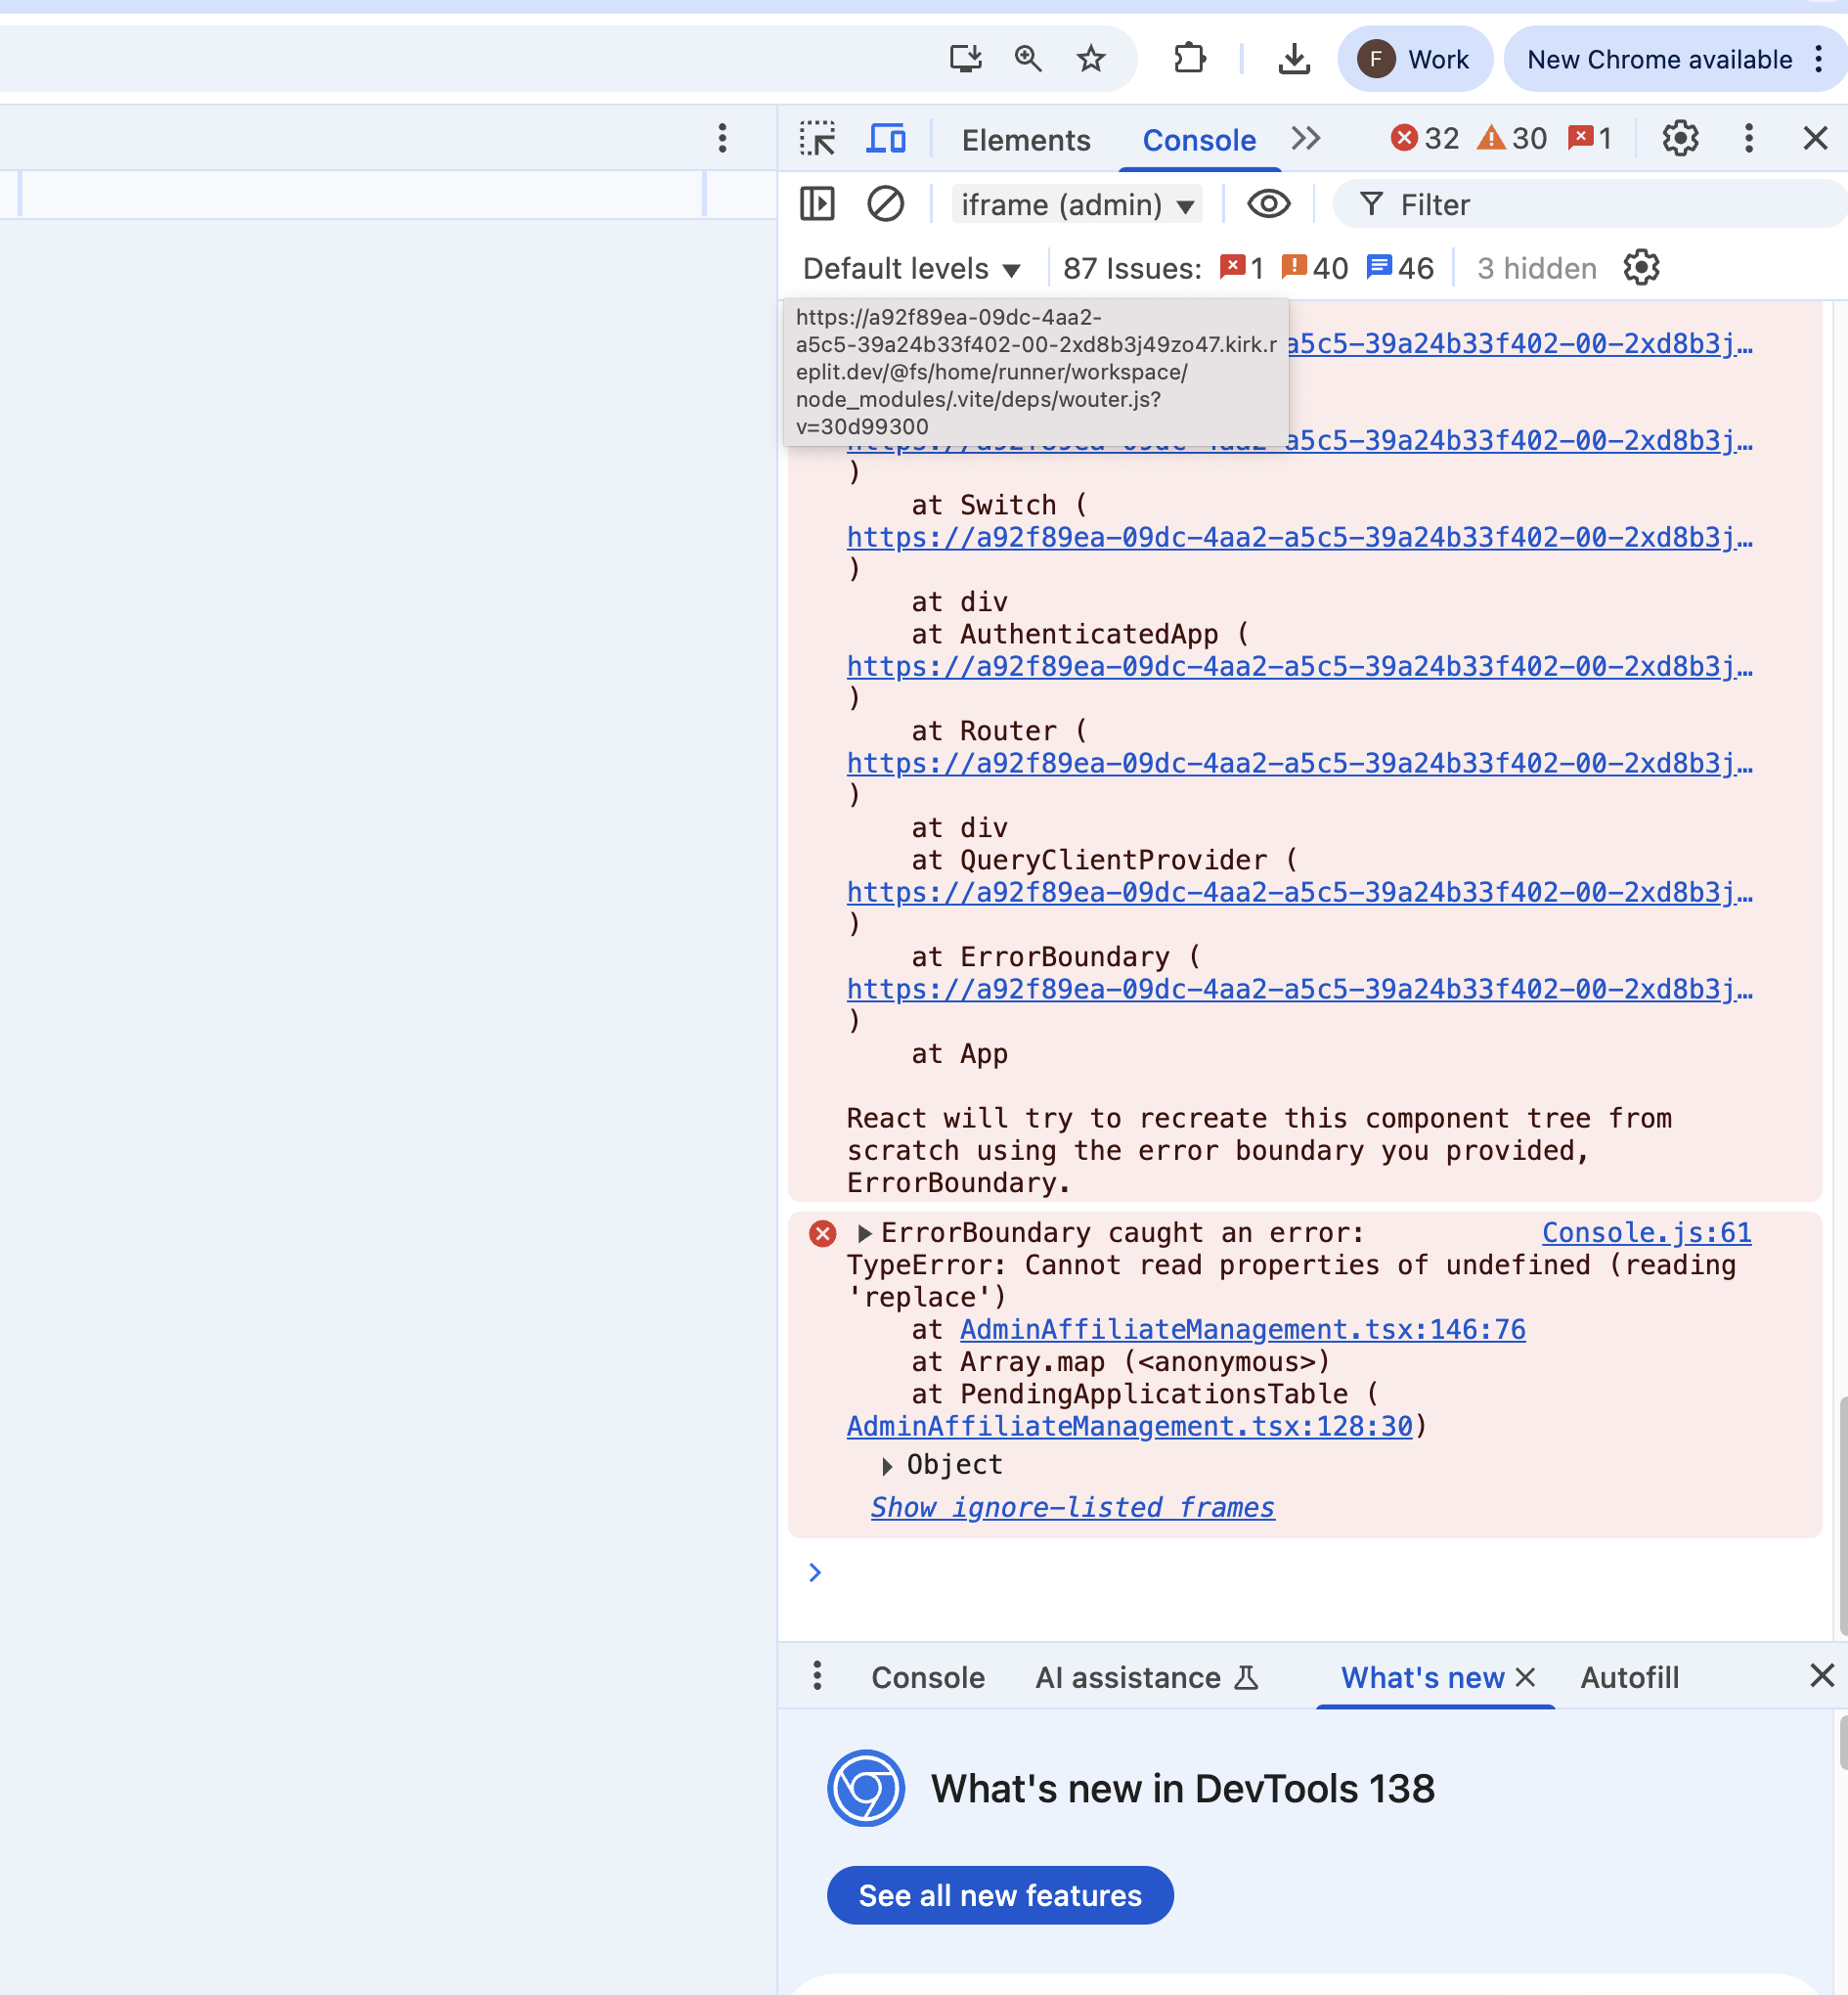 F Work New Chrome available
Elements Console 32 30 1
iframe (admin) Filter
Default levels 87 Issues: 1 40 46 3 hidden
https://a92f89ea-09dc-4aa2-
a5c5-39a24b33f402-00-2xd8b3j49zo47.kirk.r
eplit.dev/@fs/home/runner/workspace/
node_modules/.vite/deps/wouter.js?
v=30d99300
a5c5-39a24b33f402-00-2xd8b3j…
https://a92f89ea-09dc-4aa2-a5c5-39a24b33f402-00-2xd8b3j…
)
at Switch (
https://a92f89ea-09dc-4aa2-a5c5-39a24b33f402-00-2xd8b3j…
)
at div
at AuthenticatedApp (
https://a92f89ea-09dc-4aa2-a5c5-39a24b33f402-00-2xd8b3j…
)
at Router (
https://a92f89ea-09dc-4aa2-a5c5-39a24b33f402-00-2xd8b3j…
)
at div
at QueryClientProvider (
https://a92f89ea-09dc-4aa2-a5c5-39a24b33f402-00-2xd8b3j…
)
at ErrorBoundary (
https://a92f89ea-09dc-4aa2-a5c5-39a24b33f402-00-2xd8b3j…
)
at App
React will try to recreate this component tree from
scratch using the error boundary you provided,
ErrorBoundary.
ErrorBoundary caught an error: Console.js:61
TypeError: Cannot read properties of undefined (reading
'replace')
at AdminAffiliateManagement.tsx:146:76
at Array.map (<anonymous>)
at PendingApplicationsTable (
AdminAffiliateManagement.tsx:128:30)
Object
Show ignore-listed frames
Console AI assistance What's new Autofill
What's new in DevTools 138
See all new features